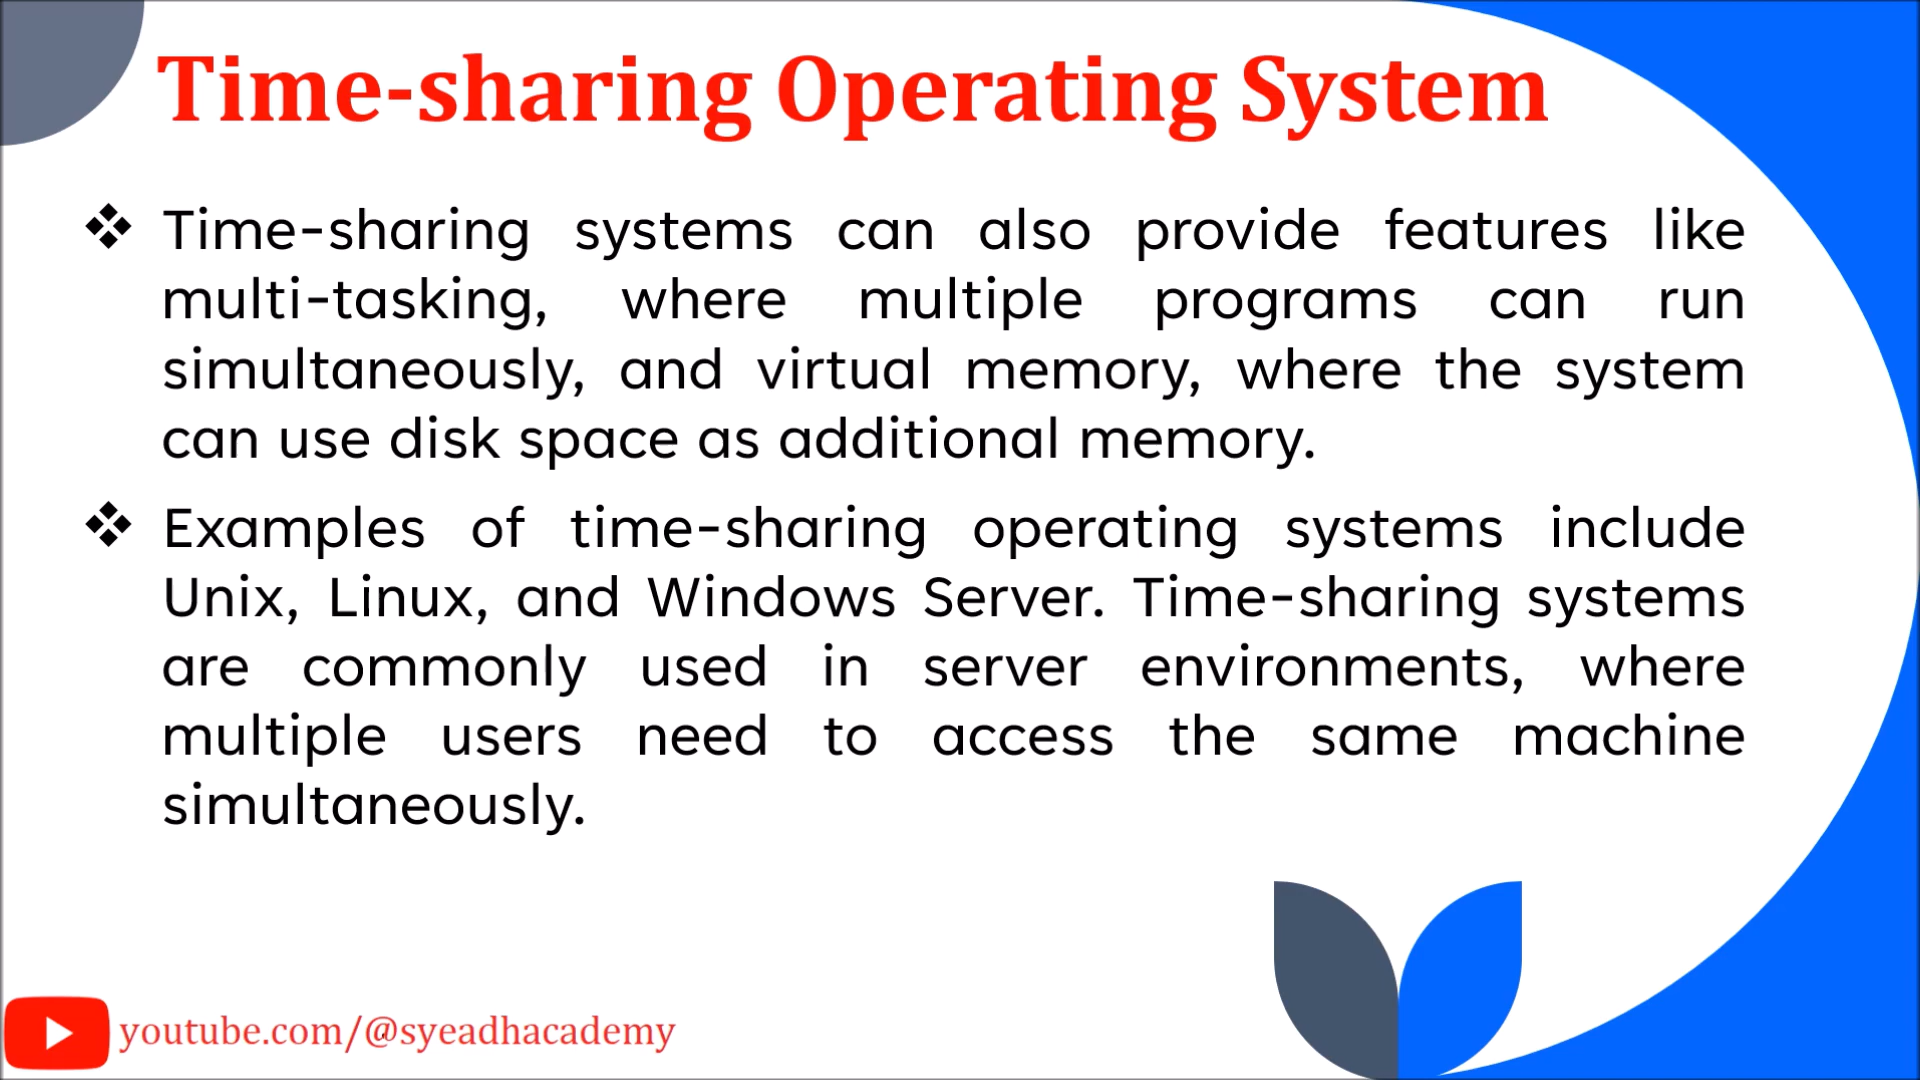 Time-sharing Operating System
❖ Time-sharing systems can also provide features like
multi-tasking, where multiple programs can run
simultaneously, and virtual memory, where the system
can use disk space as additional memory.
❖ Examples of time-sharing operating systems include
Unix, Linux, and Windows Server. Time-sharing systems
are commonly used in server environments, where
multiple users need to access the same machine
simultaneously.
youtube.com/@syeadhacademy